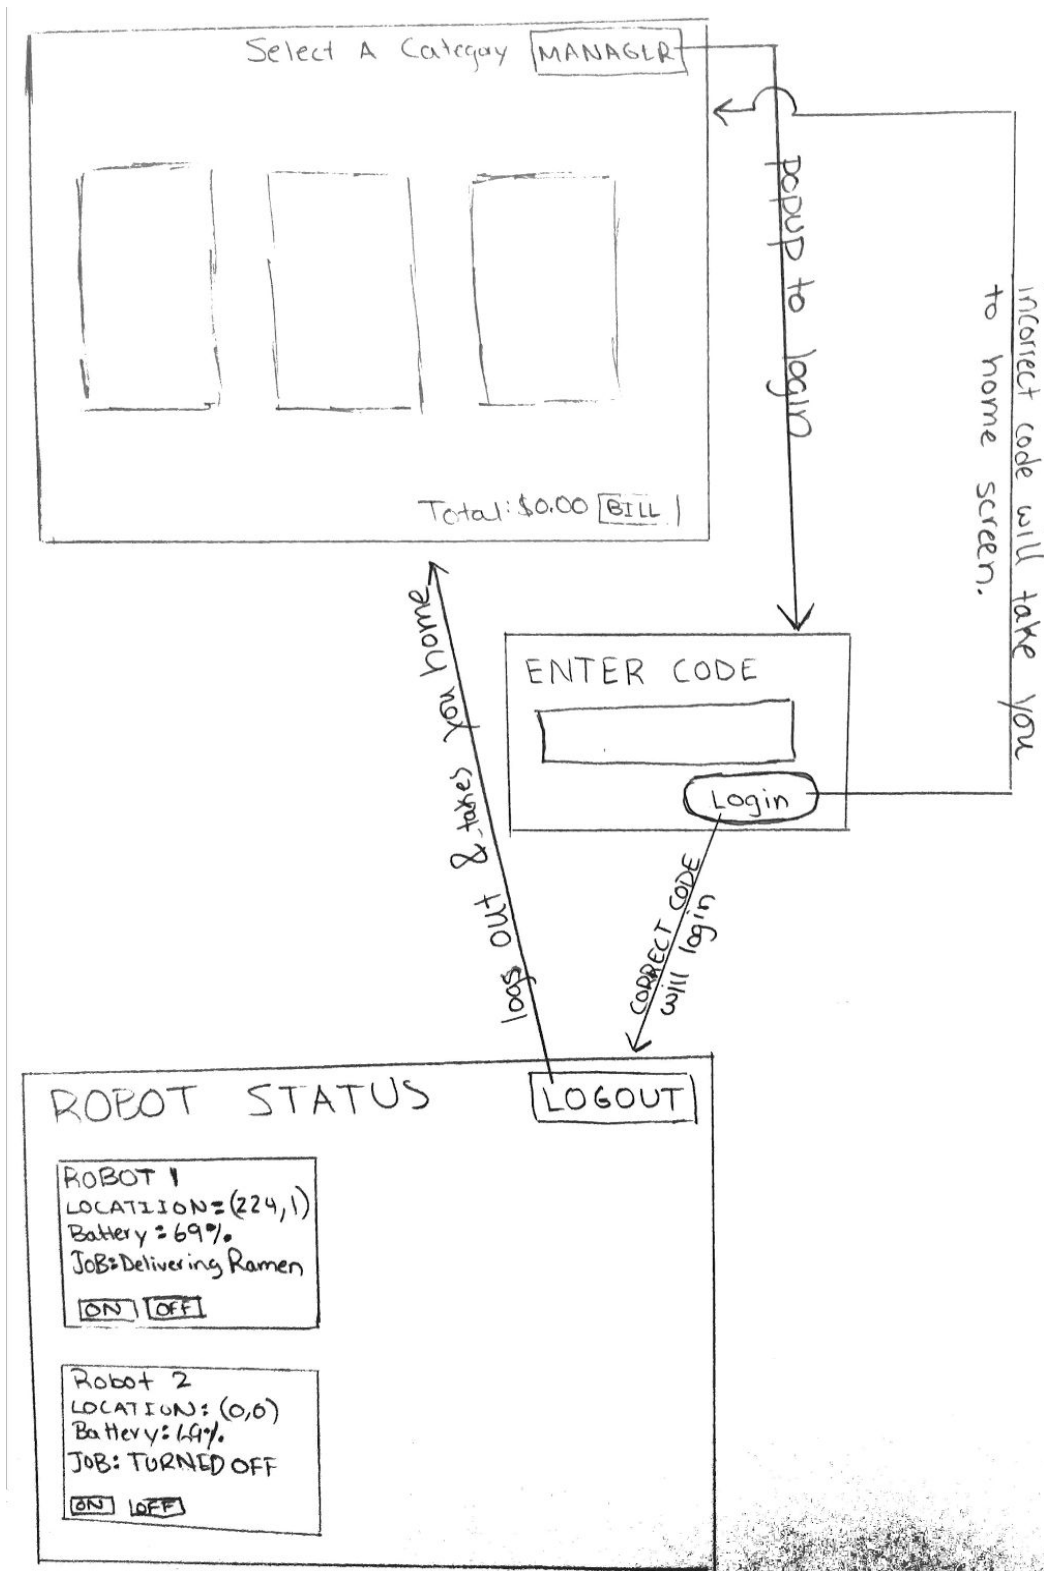 Select A Category MANAGER
popup to login
incorrect code will take you
to home screen.
Total: $0.00 BILL
ENTER CODE
Login
logs out & takes you home
CORRECT CODE
will login
ROBOT STATUS LOGOUT
ROBOT 1
LOCATIION=(224,1)
Battery: 69%.
JOB: Delivering Ramen
ON OFF
Robot 2
LOCATION: (0,0)
Battery: 69%.
JOB: TURNED OFF
ON OFF